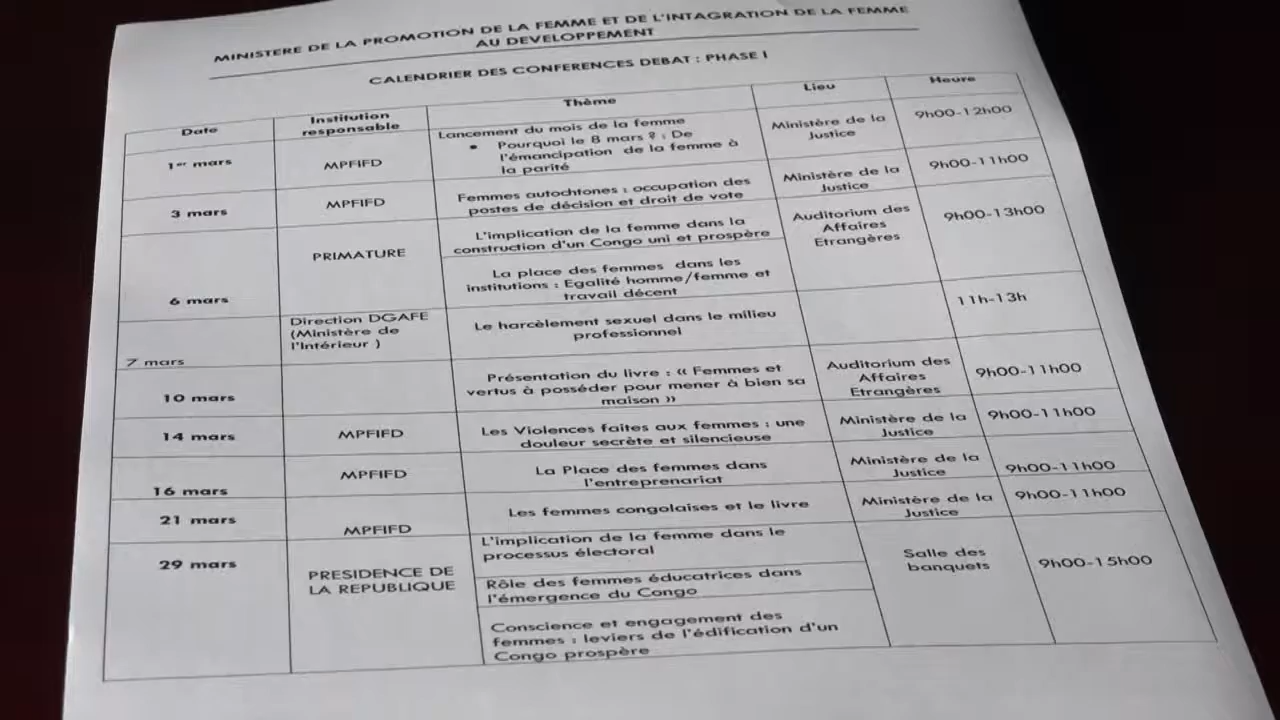 MINISTERE DE LA PROMOTION DE LA FEMME ET DE L'INTAGRATION DE LA FEMME
AU DEVELOPPEMENT
CALENDRIER DES CONFERENCES DEBAT : PHASE I
Date
Institution
responsable
Thème
Lieu
Heure
1er mars
MPFIFD
Lancement du mois de la femme
• Pourquoi le 8 mars ? : De
l'émancipation de la femme à
la parité
Ministère de la
Justice
9h00-12h00
3 mars
MPFIFD
Femmes autochtones : occupation des
postes de décision et droit de vote
Ministère de la
Justice
9h00-11h00
6 mars
PRIMATURE
L'implication de la femme dans la
construction d'un Congo uni et prospère
La place des femmes dans les
institutions : Egalité homme/femme et
travail décent
Auditorium des
Affaires
Etrangères
9h00-13h00
7 mars
Direction DGAFE
(Ministère de
l'Intérieur )
Le harcèlement sexuel dans le milieu
professionnel
11h-13h
10 mars
Présentation du livre : « Femmes et
vertus à posséder pour mener à bien sa
maison »
Auditorium des
Affaires
Etrangères
9h00-11h00
14 mars
MPFIFD
Les Violences faites aux femmes : une
douleur secrète et silencieuse
Ministère de la
Justice
9h00-11h00
16 mars
MPFIFD
La Place des femmes dans
l'entreprenariat
Ministère de la
Justice
9h00-11h00
21 mars
MPFIFD
Les femmes congolaises et le livre
Ministère de la
Justice
9h00-11h00
29 mars
PRESIDENCE DE
LA REPUBLIQUE
L'implication de la femme dans le
processus électoral
Rôle des femmes éducatrices dans
l'émergence du Congo
Conscience et engagement des
femmes : leviers de l'édification d'un
Congo prospère
Salle des
banquets
9h00-15h00